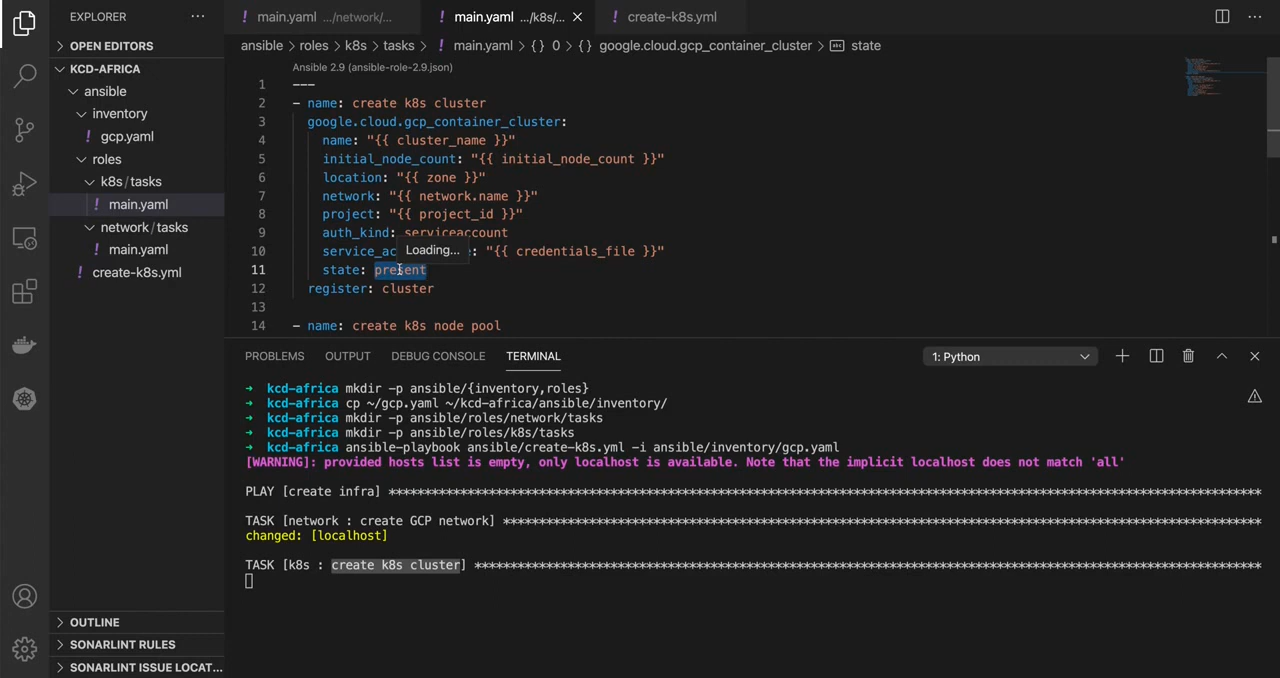 EXPLORER ...
main.yaml .../network/...
main.yaml .../k8s/...
create-k8s.yml
OPEN EDITORS
KCD-AFRICA
ansible
inventory
gcp.yaml
roles
k8s / tasks
main.yaml
network / tasks
main.yaml
create-k8s.yml
OUTLINE
SONARLINT RULES
SONARLINT ISSUE LOCAT...
ansible > roles > k8s > tasks > ! main.yaml > {} 0 > {} google.cloud.gcp_container_cluster > abc state
Ansible 2.9 (ansible-role-2.9.json)
1 ---
2 - name: create k8s cluster
3 google.cloud.gcp_container_cluster:
4 name: "{{ cluster_name }}"
5 initial_node_count: "{{ initial_node_count }}"
6 location: "{{ zone }}"
7 network: "{{ network.name }}"
8 project: "{{ project_id }}"
9 auth_kind: serviceaccount
10 service_ac Loading... e: "{{ credentials_file }}"
11 state: present
12 register: cluster
13
14 - name: create k8s node pool
PROBLEMS OUTPUT DEBUG CONSOLE TERMINAL 1: Python
→ kcd-africa mkdir -p ansible/{inventory,roles}
→ kcd-africa cp ~/gcp.yaml ~/kcd-africa/ansible/inventory/
→ kcd-africa mkdir -p ansible/roles/network/tasks
→ kcd-africa mkdir -p ansible/roles/k8s/tasks
→ kcd-africa ansible-playbook ansible/create-k8s.yml -i ansible/inventory/gcp.yaml
[WARNING]: provided hosts list is empty, only localhost is available. Note that the implicit localhost does not match 'all'
PLAY [create infra] ****************************************************************
TASK [network : create GCP network] ****************************************************************
changed: [localhost]
TASK [k8s : create k8s cluster] ****************************************************************